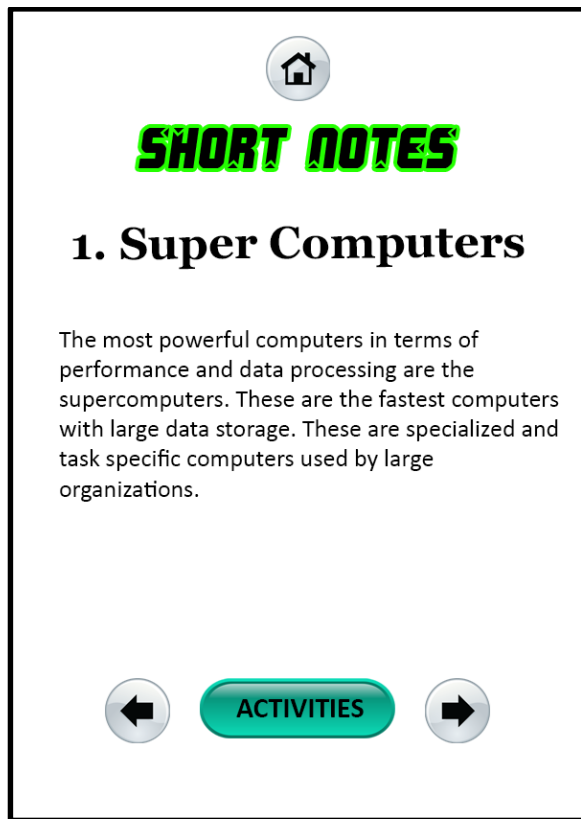 SHORT NOTES
1. Super Computers
The most powerful computers in terms of
performance and data processing are the
supercomputers. These are the fastest computers
with large data storage. These are specialized and
task specific computers used by large
organizations.
ACTIVITIES